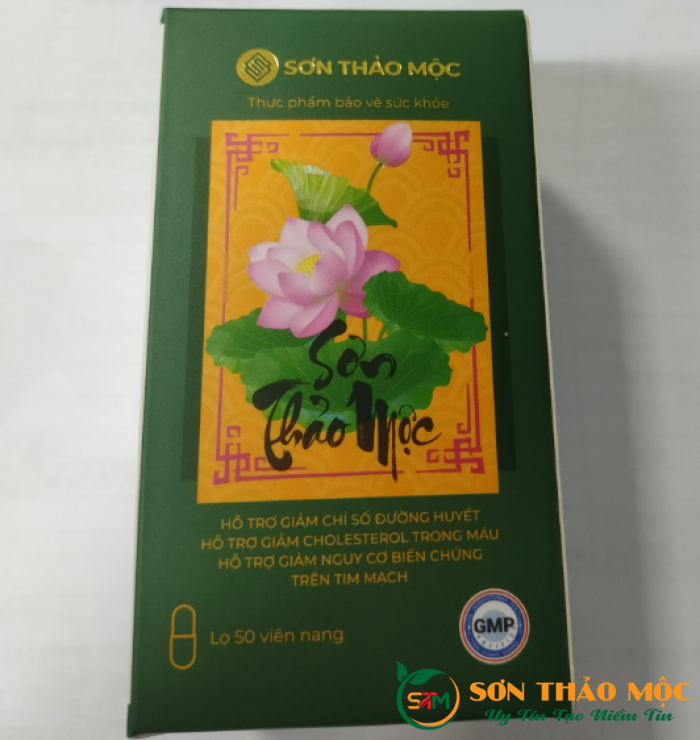 SƠN THẢO MỘC
Thực phẩm bảo vệ sức khỏe
Sơn
Thảo Mộc
HỖ TRỢ GIẢM CHỈ SỐ ĐƯỜNG HUYẾT
HỖ TRỢ GIẢM CHOLESTEROL TRONG MÁU
HỖ TRỢ GIẢM NGUY CƠ BIẾN CHỨNG
TRÊN TIM MẠCH
Lọ 50 viên nang
GMP
STM
SƠN THẢO MỘC
Uy Tín Tạo Niềm Tin